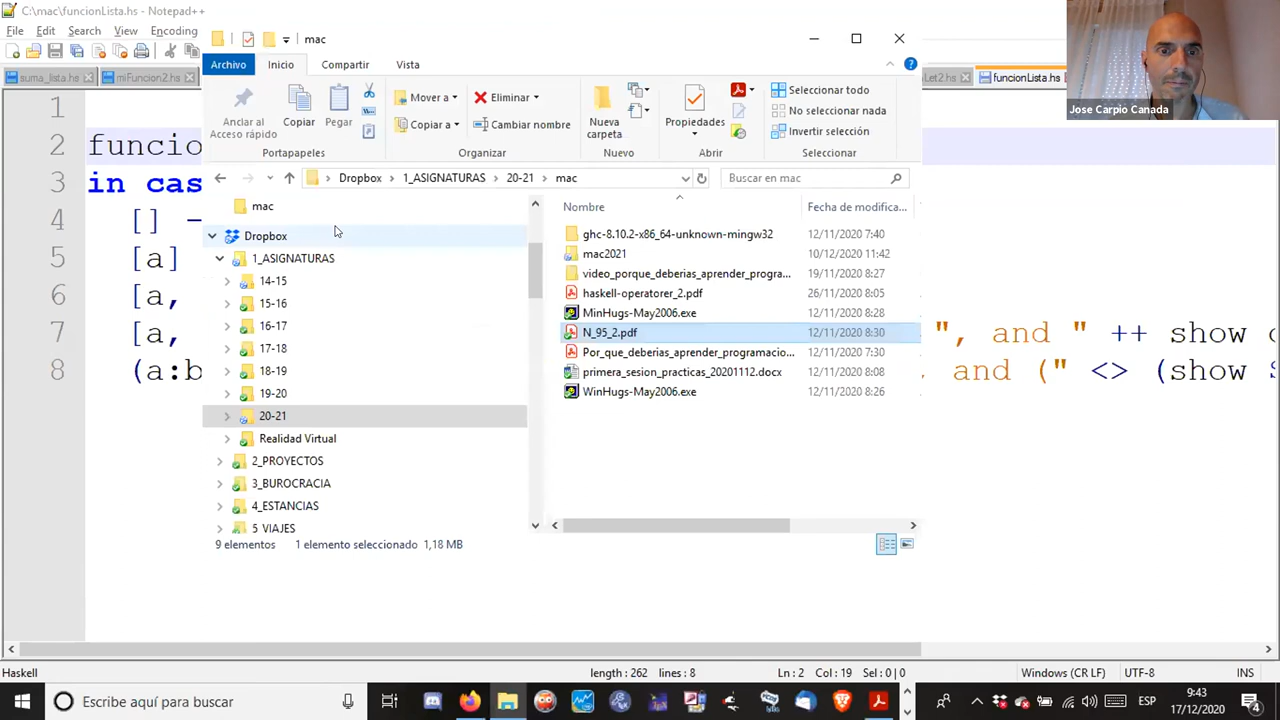 C:\mac\funcionLista.hs - Notepad++
File Edit Search View Encoding
suma_lista.hs miFuncion2.hs
Let2.hs funcionLista.hs
Jose Carpio Canada
mac
Archivo Inicio Compartir Vista
Anclar al Acceso rápido
Copiar
Pegar
Portapapeles
Mover a Eliminar
Copiar a Cambiar nombre
Organizar
Nueva carpeta
Nuevo
Propiedades
Abrir
Seleccionar todo
No seleccionar nada
Invertir selección
Seleccionar
Dropbox 1_ASIGNATURAS 20-21 mac
Buscar en mac
mac
Dropbox
1_ASIGNATURAS
14-15
15-16
16-17
17-18
18-19
19-20
20-21
Realidad Virtual
2_PROYECTOS
3_BUROCRACIA
4_ESTANCIAS
5_VIAJES
Nombre Fecha de modifica...
ghc-8.10.2-x86_64-unknown-mingw32 12/11/2020 7:40
mac2021 10/12/2020 11:42
video_porque_deberias_aprender_progra... 19/11/2020 8:27
haskell-operatorer_2.pdf 26/11/2020 8:05
MinHugs-May2006.exe 12/11/2020 8:28
N_95_2.pdf 12/11/2020 8:30
Por_que_deberias_aprender_programacio... 12/11/2020 7:30
primera_sesion_practicas_20201112.docx 12/11/2020 8:08
WinHugs-May2006.exe 12/11/2020 8:26
9 elementos 1 elemento seleccionado 1,18 MB
1
2 funcio
3 in cas
4 [] -
5 [a]
6 [a,
7 [a, ", and " ++ show
8 (a:b , and (" <> (show
Haskell length : 262 lines : 8 Ln : 2 Col : 19 Sel : 0 | 0 Windows (CR LF) UTF-8 INS
Escribe aquí para buscar
ESP
9:43
17/12/2020
4